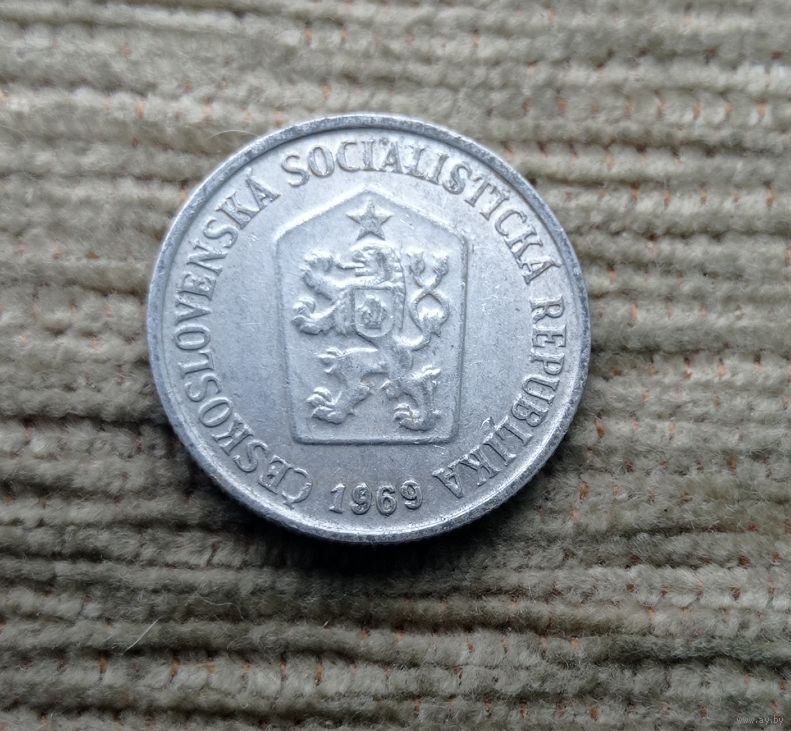 ČESKOSLOVENSKÁ SOCIALISTICKÁ REPUBLIKA
1969
www.ay.by